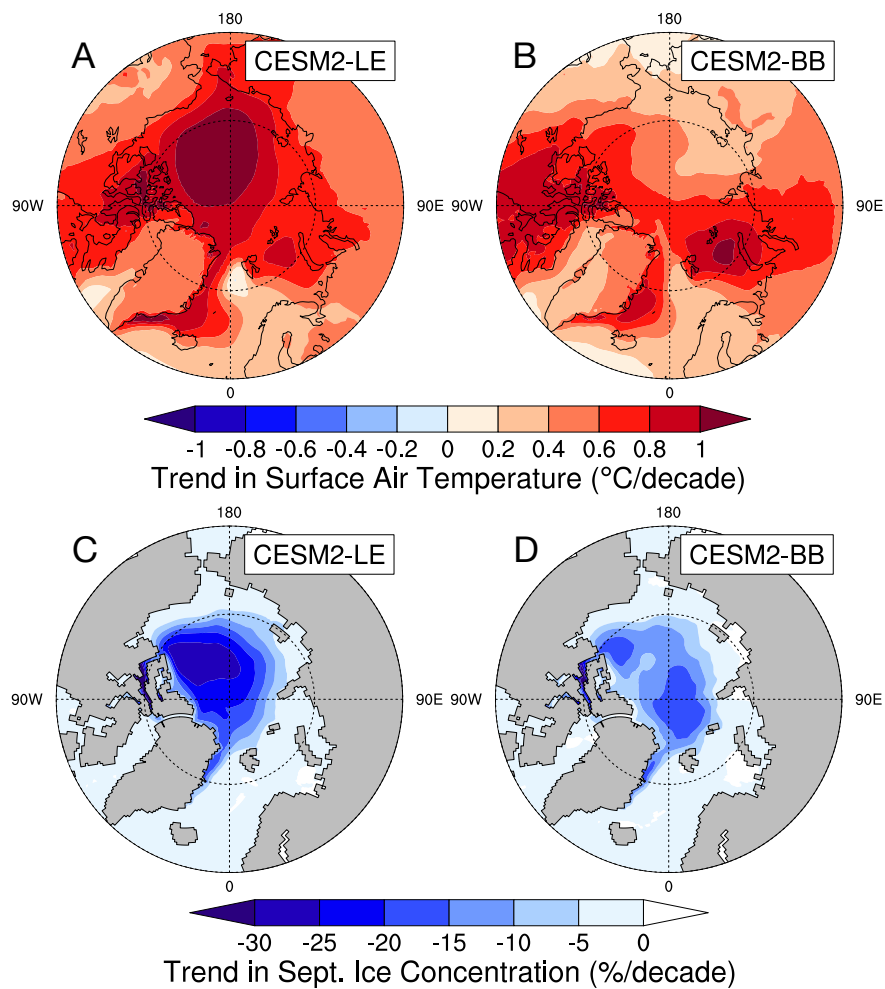 A
180
CESM2-LE
90W
90E
0
B
180
CESM2-BB
90W
90E
0
-1 -0.8 -0.6 -0.4 -0.2 0 0.2 0.4 0.6 0.8 1
Trend in Surface Air Temperature (°C/decade)
C
180
CESM2-LE
90W
90E
0
D
180
CESM2-BB
90W
90E
0
-30 -25 -20 -15 -10 -5 0
Trend in Sept. Ice Concentration (%/decade)